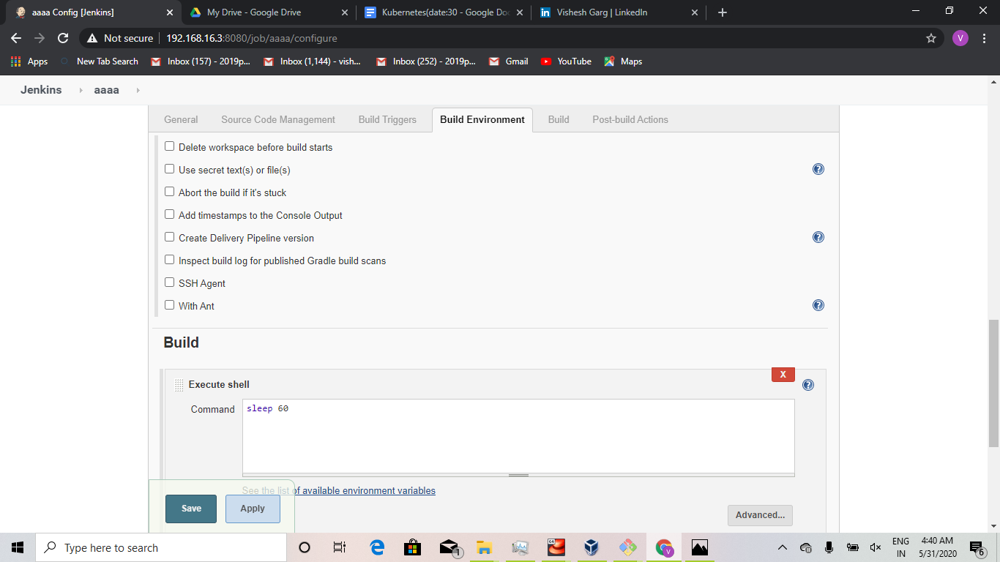 aaaa Config [Jenkins]
My Drive - Google Drive
Kubernetes(date:30 - Google Doc
Vishesh Garg | LinkedIn
Not secure
192.168.16.3:8080/job/aaaa/configure
V
Apps
New Tab Search
Inbox (157) - 2019p...
Inbox (1,144) - vish...
Inbox (252) - 2019p...
Gmail
YouTube
Maps
Jenkins
aaaa
General
Source Code Management
Build Triggers
Build Environment
Build
Post-build Actions
Delete workspace before build starts
Use secret text(s) or file(s)
Abort the build if it's stuck
Add timestamps to the Console Output
Create Delivery Pipeline version
Inspect build log for published Gradle build scans
SSH Agent
With Ant
Build
X
Execute shell
Command
sleep 60
See the list of available environment variables
Save
Apply
Advanced...
Type here to search
1
V
ENG
IN
4:40 AM
5/31/2020
6